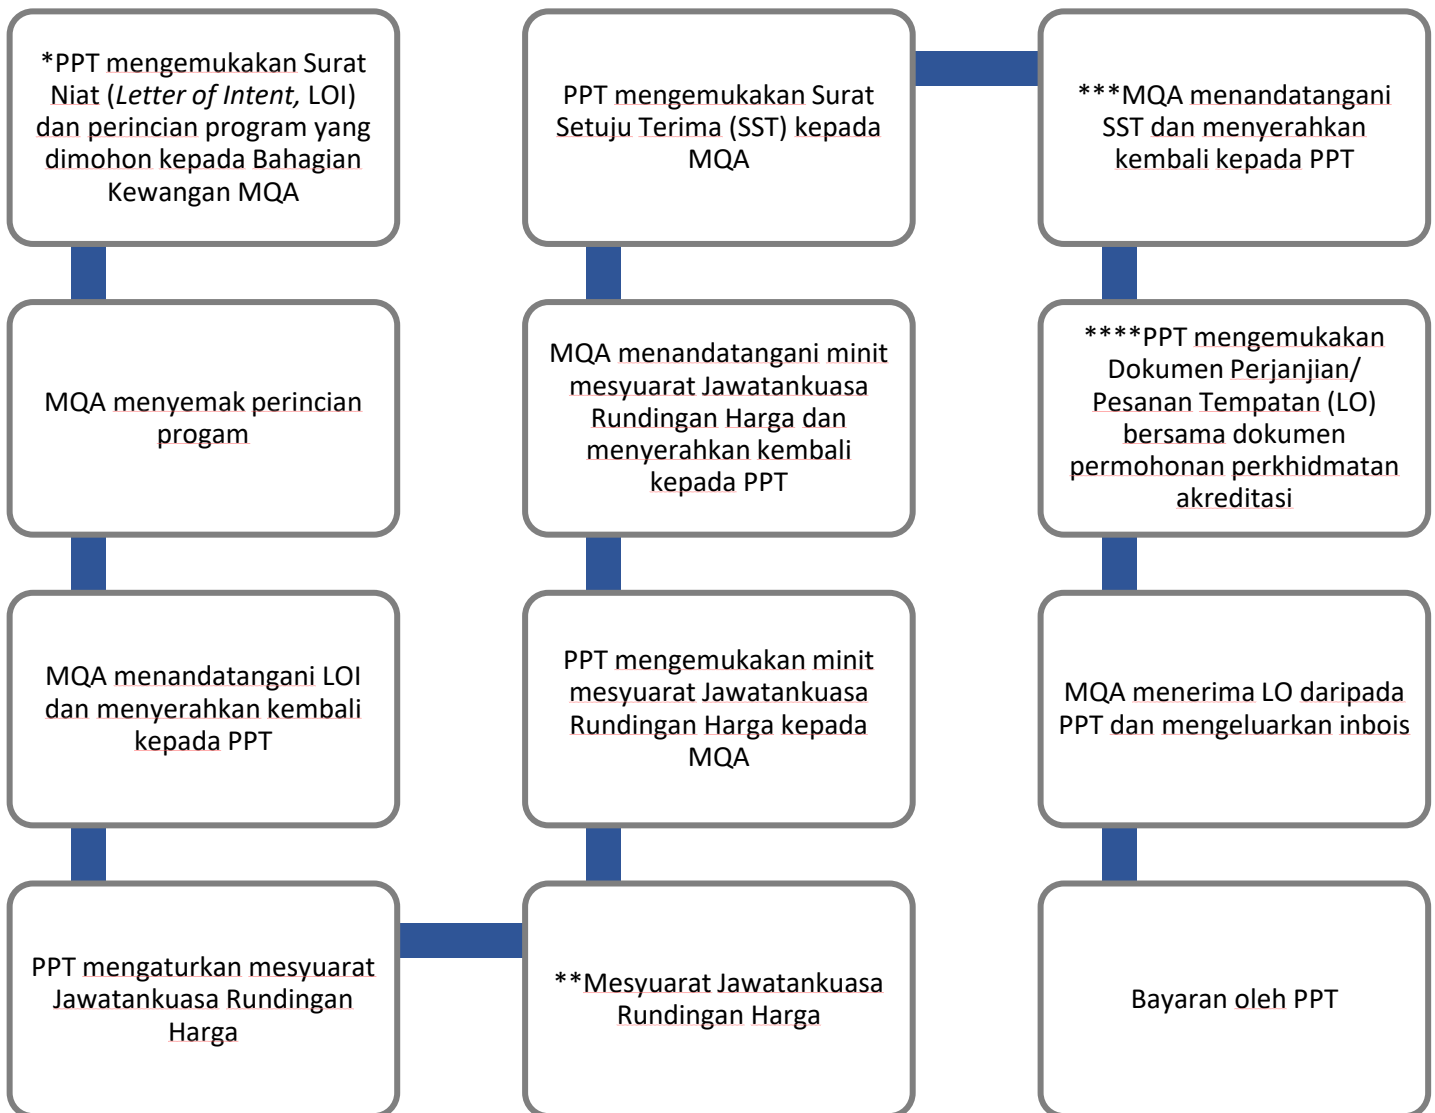 *PPT mengemukakan Surat
Niat (Letter of Intent, LOI)
dan perincian program yang
dimohon kepada Bahagian
Kewangan MQA
MQA menyemak perincian
progam
MQA menandatangani LOI
dan menyerahkan kembali
kepada PPT
PPT mengaturkan mesyuarat
Jawatankuasa Rundingan
Harga
**Mesyuarat Jawatankuasa
Rundingan Harga
PPT mengemukakan minit
mesyuarat Jawatankuasa
Rundingan Harga kepada
MQA
MQA menandatangani minit
mesyuarat Jawatankuasa
Rundingan Harga dan
menyerahkan kembali
kepada PPT
PPT mengemukakan Surat
Setuju Terima (SST) kepada
MQA
***MQA menandatangani
SST dan menyerahkan
kembali kepada PPT
****PPT mengemukakan
Dokumen Perjanjian/
Pesanan Tempatan (LO)
bersama dokumen
permohonan perkhidmatan
akreditasi
MQA menerima LO daripada
PPT dan mengeluarkan inbois
Bayaran oleh PPT